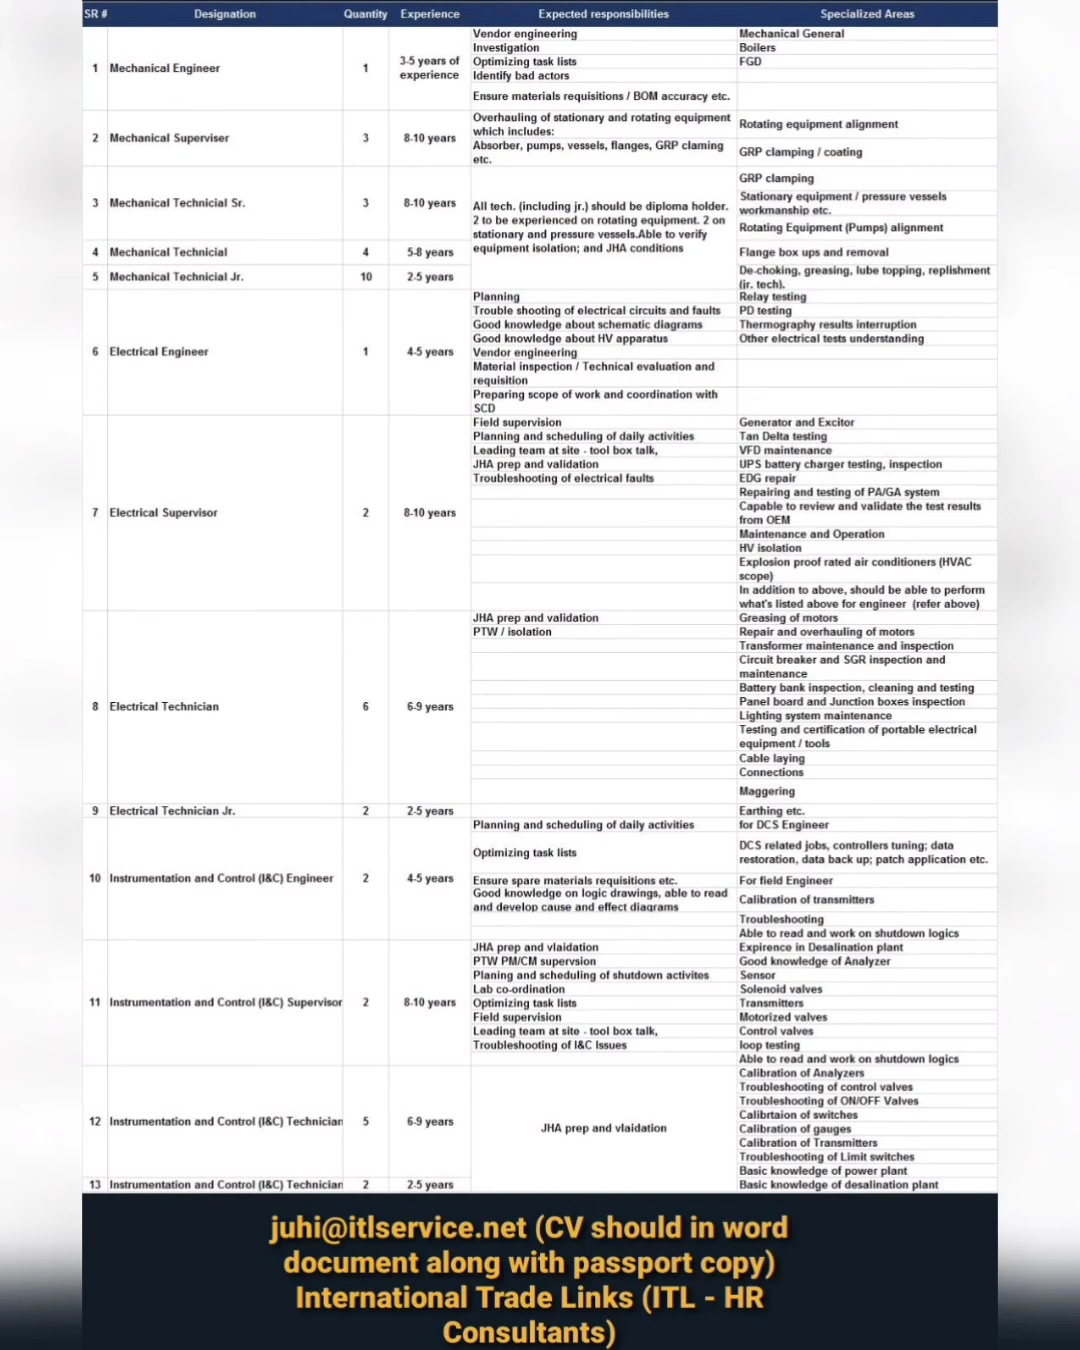 SR # Designation Quantity Experience Expected responsibilities Specialized Areas
1 Mechanical Engineer 1 3-5 years of experience
Vendor engineering Mechanical General
Investigation Boilers
Optimizing task lists FGD
Identify bad actors
Ensure materials requisitions / BOM accuracy etc.
2 Mechanical Superviser 3 8-10 years
Overhauling of stationary and rotating equipment
which includes:
Rotating equipment alignment
Absorber, pumps, vessels, flanges, GRP claming
etc.
GRP clamping / coating
3 Mechanical Technicial Sr. 3 8-10 years
All tech. (including jr.) should be diploma holder.
2 to be experienced on rotating equipment. 2 on
stationary and pressure vessels.Able to verify
equipment isolation; and JHA conditions
GRP clamping
Stationary equipment / pressure vessels
workmanship etc.
Rotating Equipment (Pumps) alignment
4 Mechanical Technicial 4 5-8 years Flange box ups and removal
5 Mechanical Technicial Jr. 10 2-5 years
De-choking, greasing, lube topping, replishment
(jr. tech).
6 Electrical Engineer 1 4-5 years
Planning Relay testing
Trouble shooting of electrical circuits and faults PD testing
Good knowledge about schematic diagrams Thermography results interruption
Good knowledge about HV apparatus Other electrical tests understanding
Vendor engineering
Material inspection / Technical evaluation and
requisition
Preparing scope of work and coordination with
SCD
7 Electrical Supervisor 2 8-10 years
Field supervision Generator and Excitor
Planning and scheduling of daily activities Tan Delta testing
Leading team at site - tool box talk, VFD maintenance
JHA prep and validation UPS battery charger testing, inspection
Troubleshooting of electrical faults EDG repair
Repairing and testing of PA/GA system
Capable to review and validate the test results
from OEM
Maintenance and Operation
HV isolation
Explosion proof rated air conditioners (HVAC
scope)
In addition to above, should be able to perform
what's listed above for engineer (refer above)
8 Electrical Technician 6 6-9 years
JHA prep and validation Greasing of motors
PTW / isolation Repair and overhauling of motors
Transformer maintenance and inspection
Circuit breaker and SGR inspection and
maintenance
Battery bank inspection, cleaning and testing
Panel board and Junction boxes inspection
Lighting system maintenance
Testing and certification of portable electrical
equipment / tools
Cable laying
Connections
Maggering
9 Electrical Technician Jr. 2 2-5 years Earthing etc.
10 Instrumentation and Control (I&C) Engineer 2 4-5 years
Planning and scheduling of daily activities for DCS Engineer
Optimizing task lists
DCS related jobs, controllers tuning; data
restoration, data back up; patch application etc.
Ensure spare materials requisitions etc. For field Engineer
Good knowledge on logic drawings, able to read
and develop cause and effect diagrams
Calibration of transmitters
Troubleshooting
Able to read and work on shutdown logics
11 Instrumentation and Control (I&C) Supervisor 2 8-10 years
JHA prep and vlaidation Expirence in Desalination plant
PTW PM/CM supervsion Good knowledge of Analyzer
Planing and scheduling of shutdown activites Sensor
Lab co-ordination Solenoid valves
Optimizing task lists Transmitters
Field supervision Motorized valves
Leading team at site - tool box talk, Control valves
Troubleshooting of I&C Issues loop testing
Able to read and work on shutdown logics
12 Instrumentation and Control (I&C) Technician 5 6-9 years
JHA prep and vlaidation
Calibration of Analyzers
Troubleshooting of control valves
Troubleshooting of ON/OFF Valves
Calibrtaion of switches
Calibration of gauges
Calibration of Transmitters
Troubleshooting of Limit switches
Basic knowledge of power plant
13 Instrumentation and Control (I&C) Technician 2 2-5 years Basic knowledge of desalination plant
juhi@itlservice.net (CV should in word
document along with passport copy)
International Trade Links (ITL - HR
Consultants)